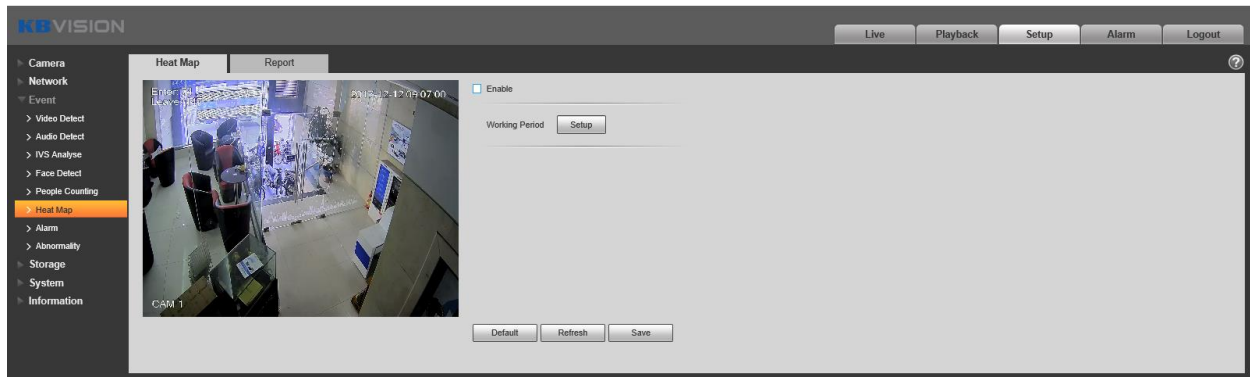 KBVISION
Live
Playback
Setup
Alarm
Logout
Camera
Network
Event
Video Detect
Audio Detect
IVS Analyse
Face Detect
People Counting
Heat Map
Alarm
Abnormality
Storage
System
Information
Heat Map
Report
?
Enter:
Leave:
CAM 1
Enable
Working Period
Setup
Default
Refresh
Save